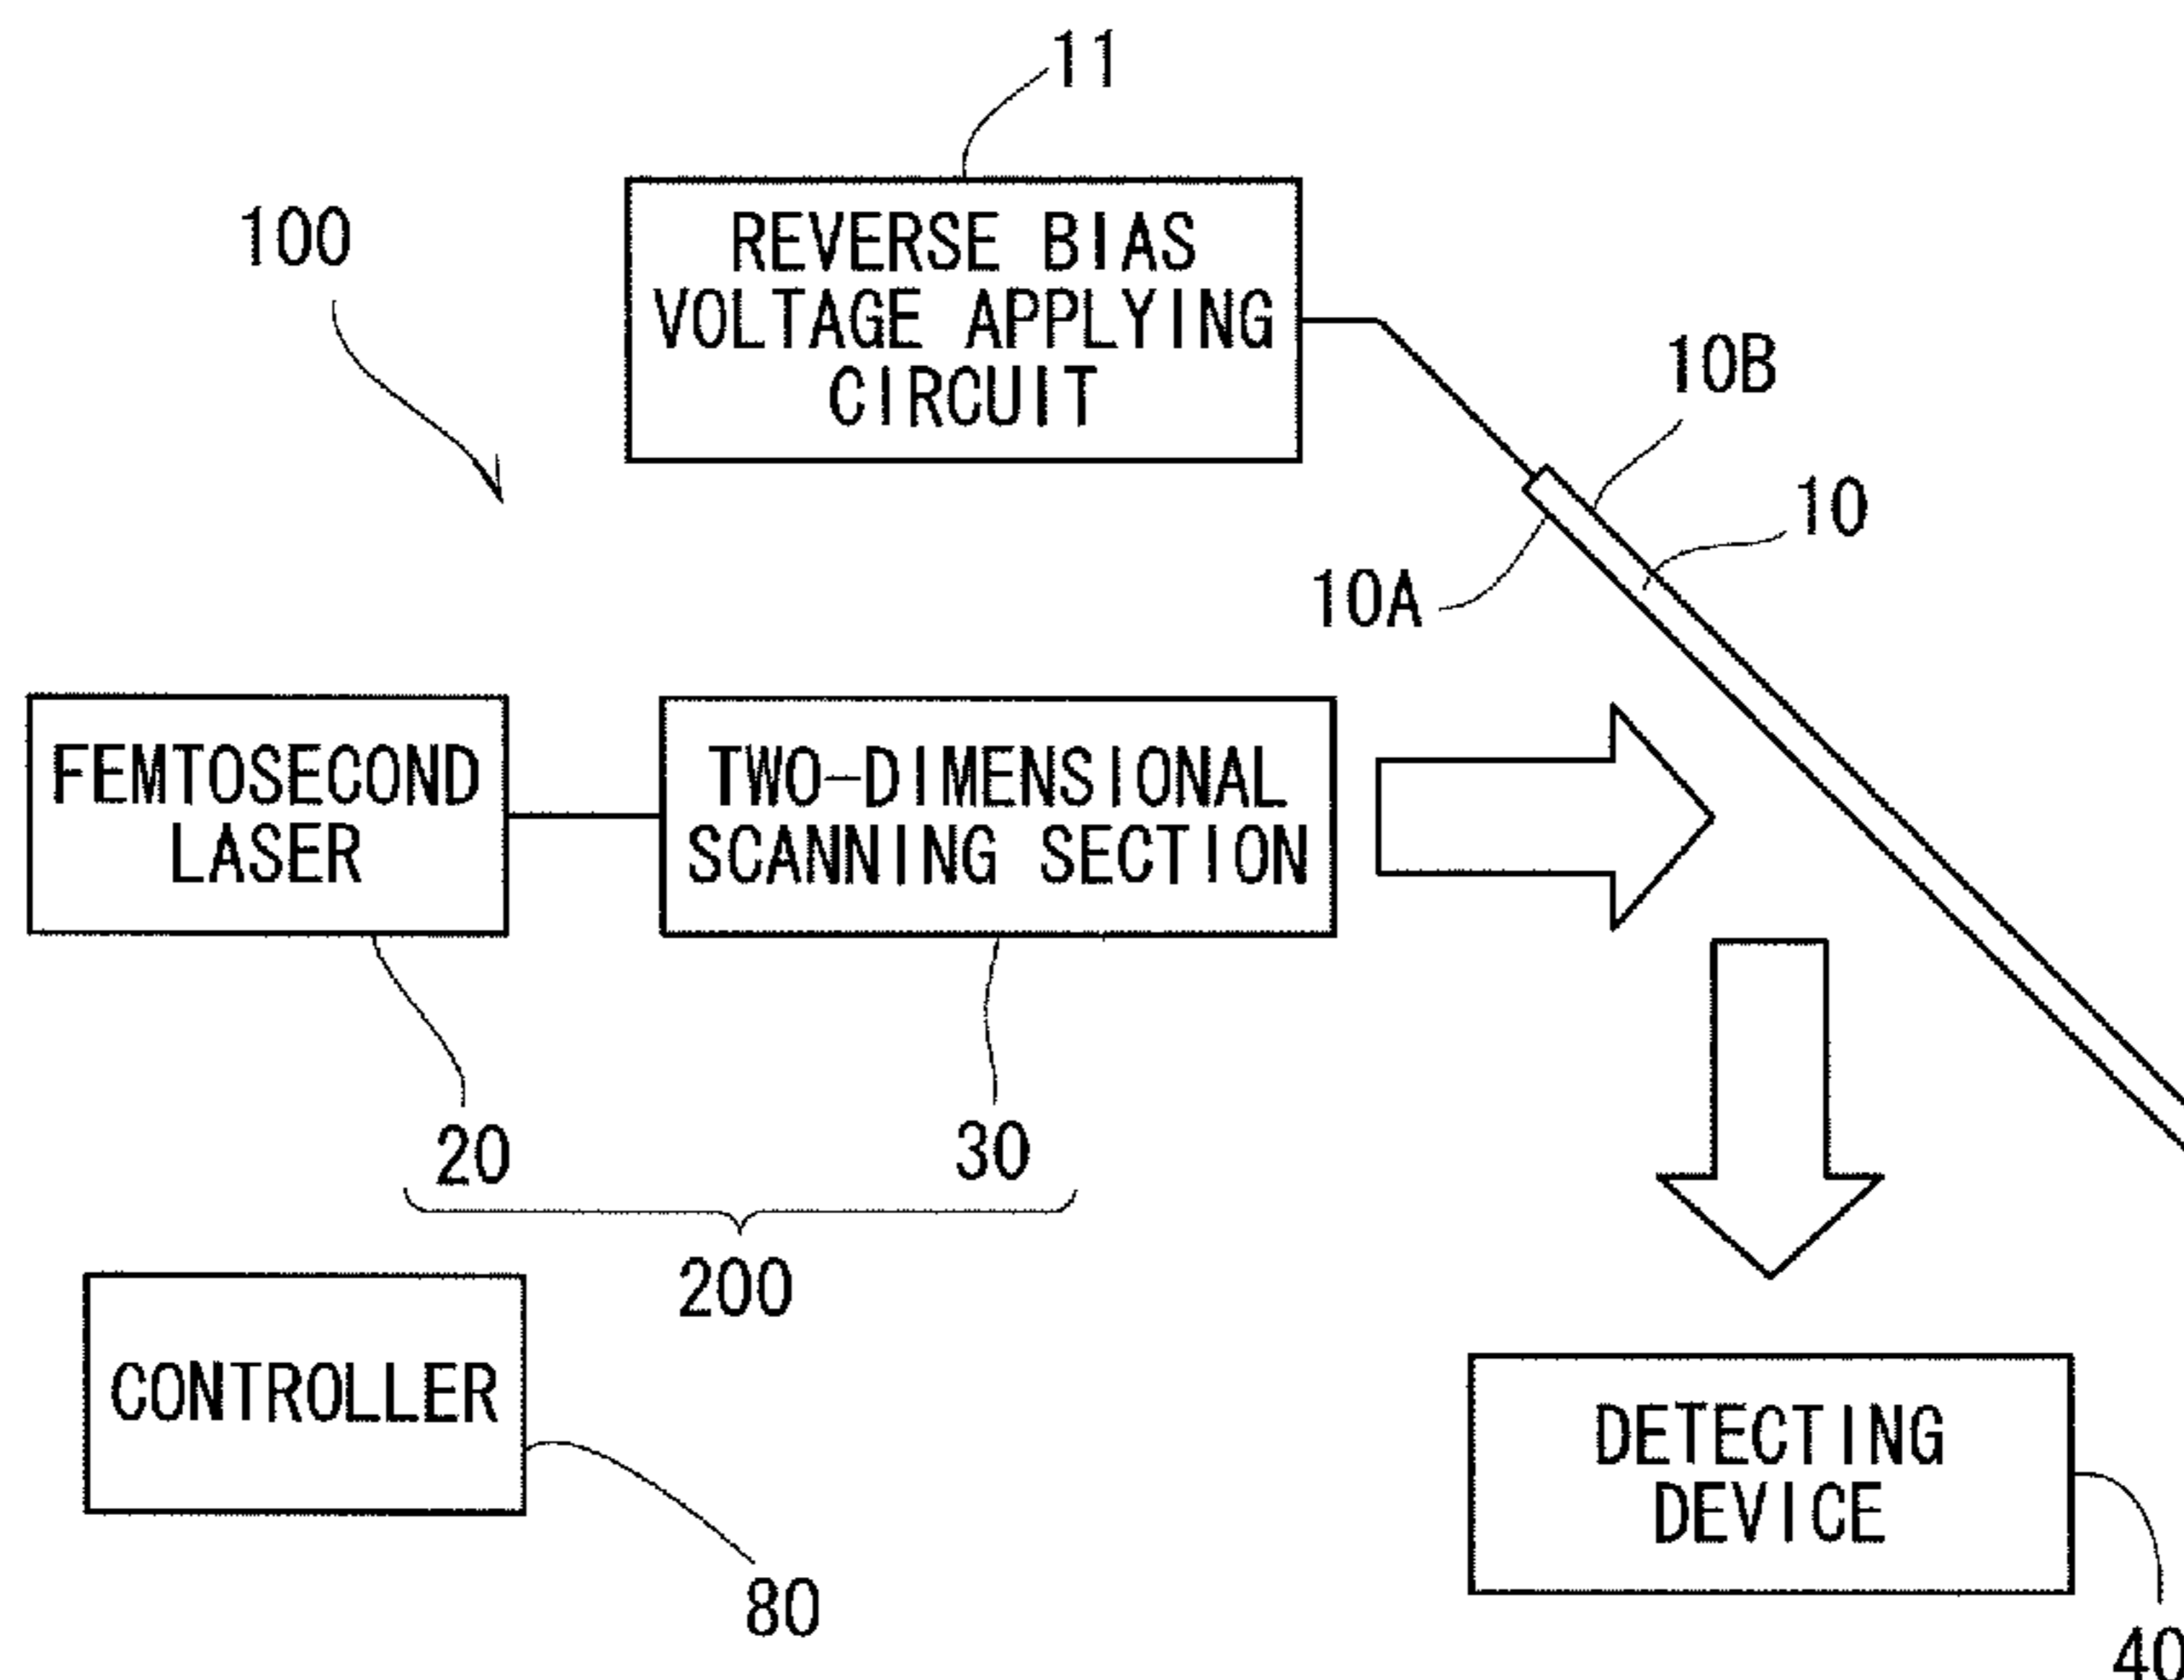 11
100
REVERSE BIAS
VOLTAGE APPLYING
CIRCUIT
10B
10
10A
FEMTOSECOND
LASER
TWO-DIMENSIONAL
SCANNING SECTION
20
30
200
CONTROLLER
80
DETECTING
DEVICE
40